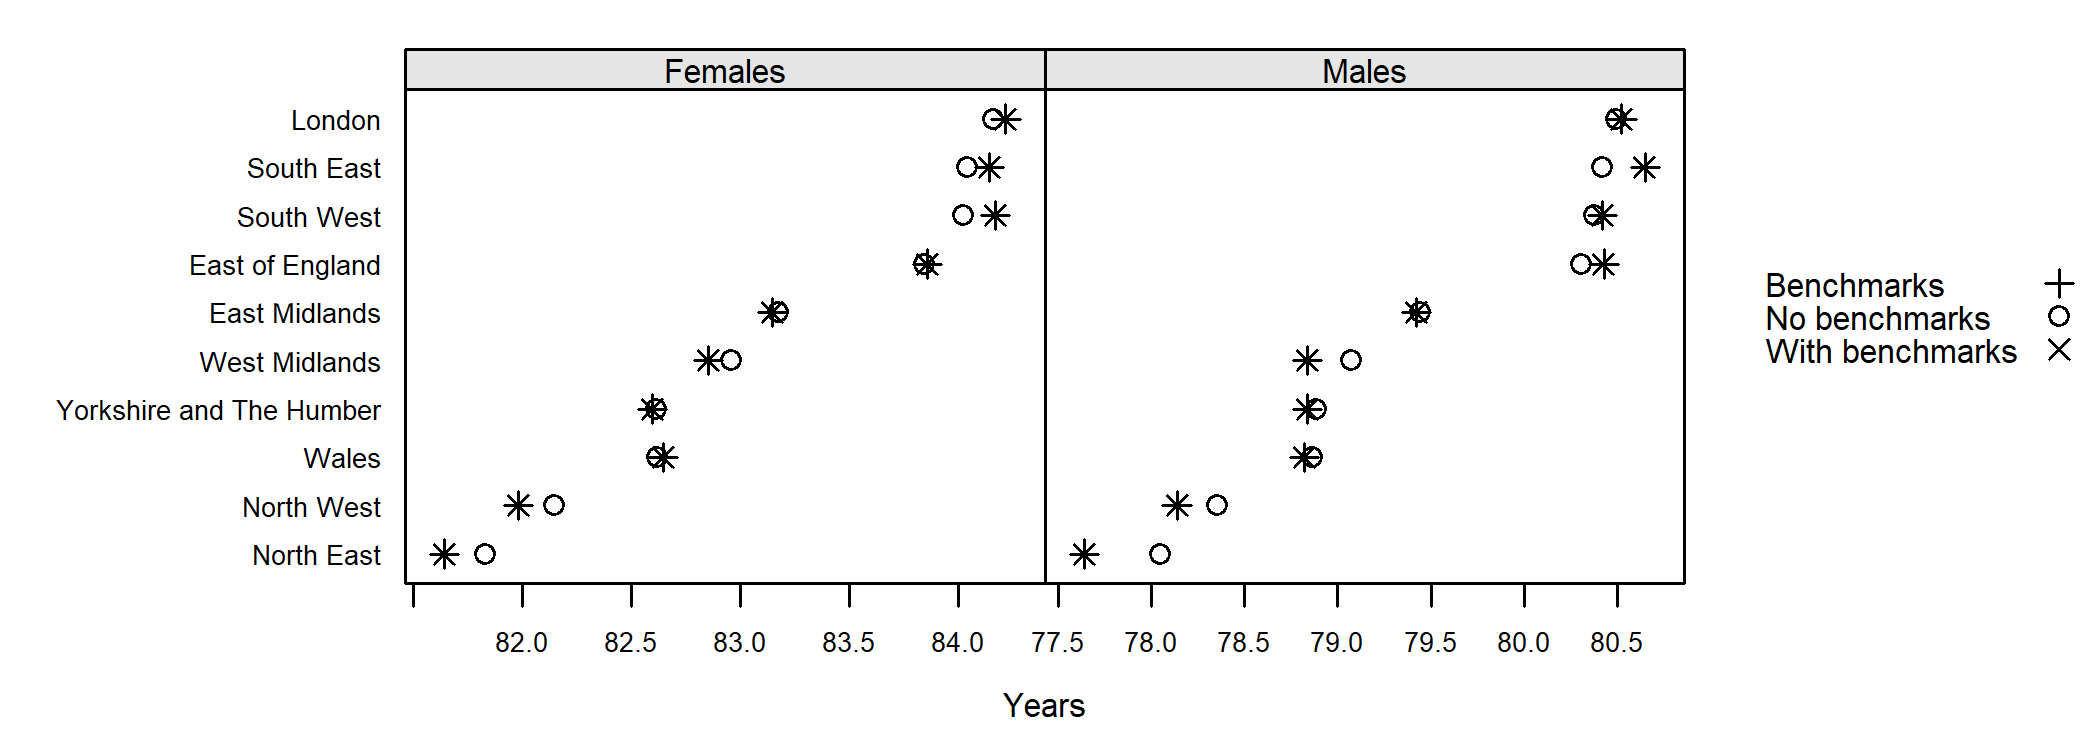 Females Males
London
South East
South West
East of England
East Midlands
West Midlands
Yorkshire and The Humber
Wales
North West
North East
82.0 82.5 83.0 83.5 84.0 77.5 78.0 78.5 79.0 79.5 80.0 80.5
Years
Benchmarks
No benchmarks
With benchmarks